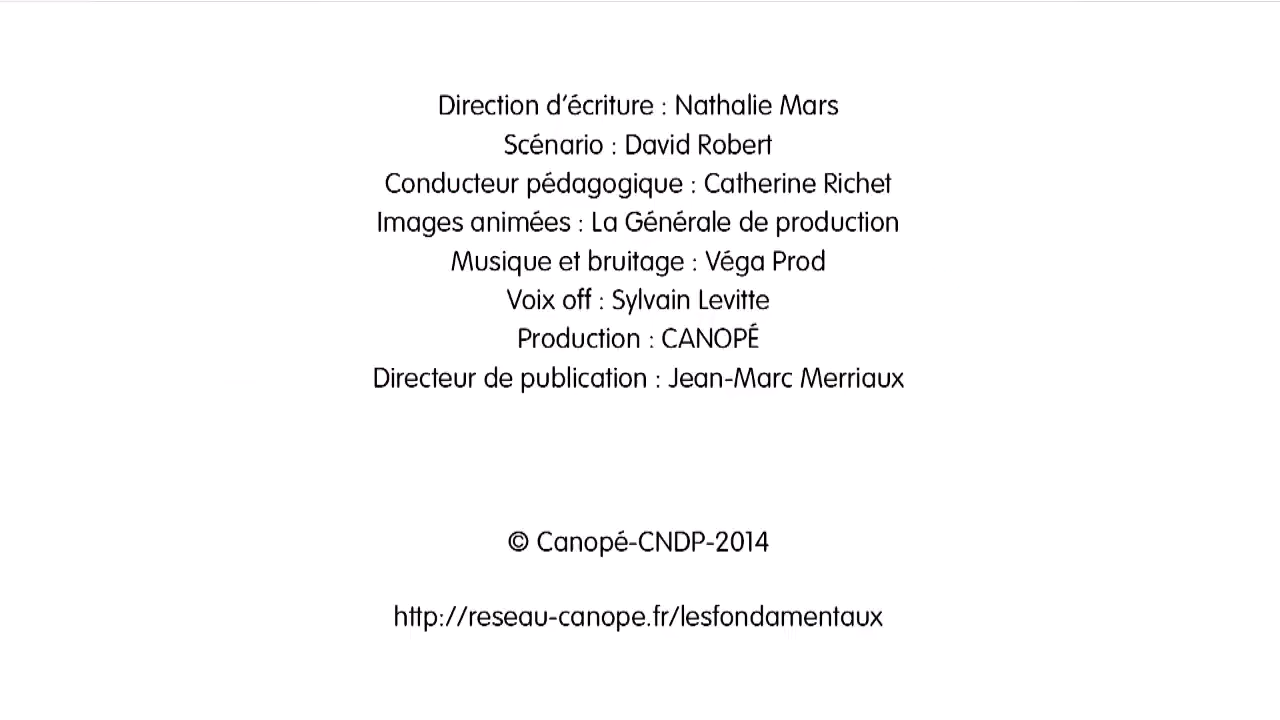 Direction d’écriture : Nathalie Mars
Scénario : David Robert
Conducteur pédagogique : Catherine Richet
Images animées : La Générale de production
Musique et bruitage : Véga Prod
Voix off : Sylvain Levitte
Production : CANOPÉ
Directeur de publication : Jean-Marc Merriaux
© Canopé-CNDP-2014
http://reseau-canope.fr/lesfondamentaux